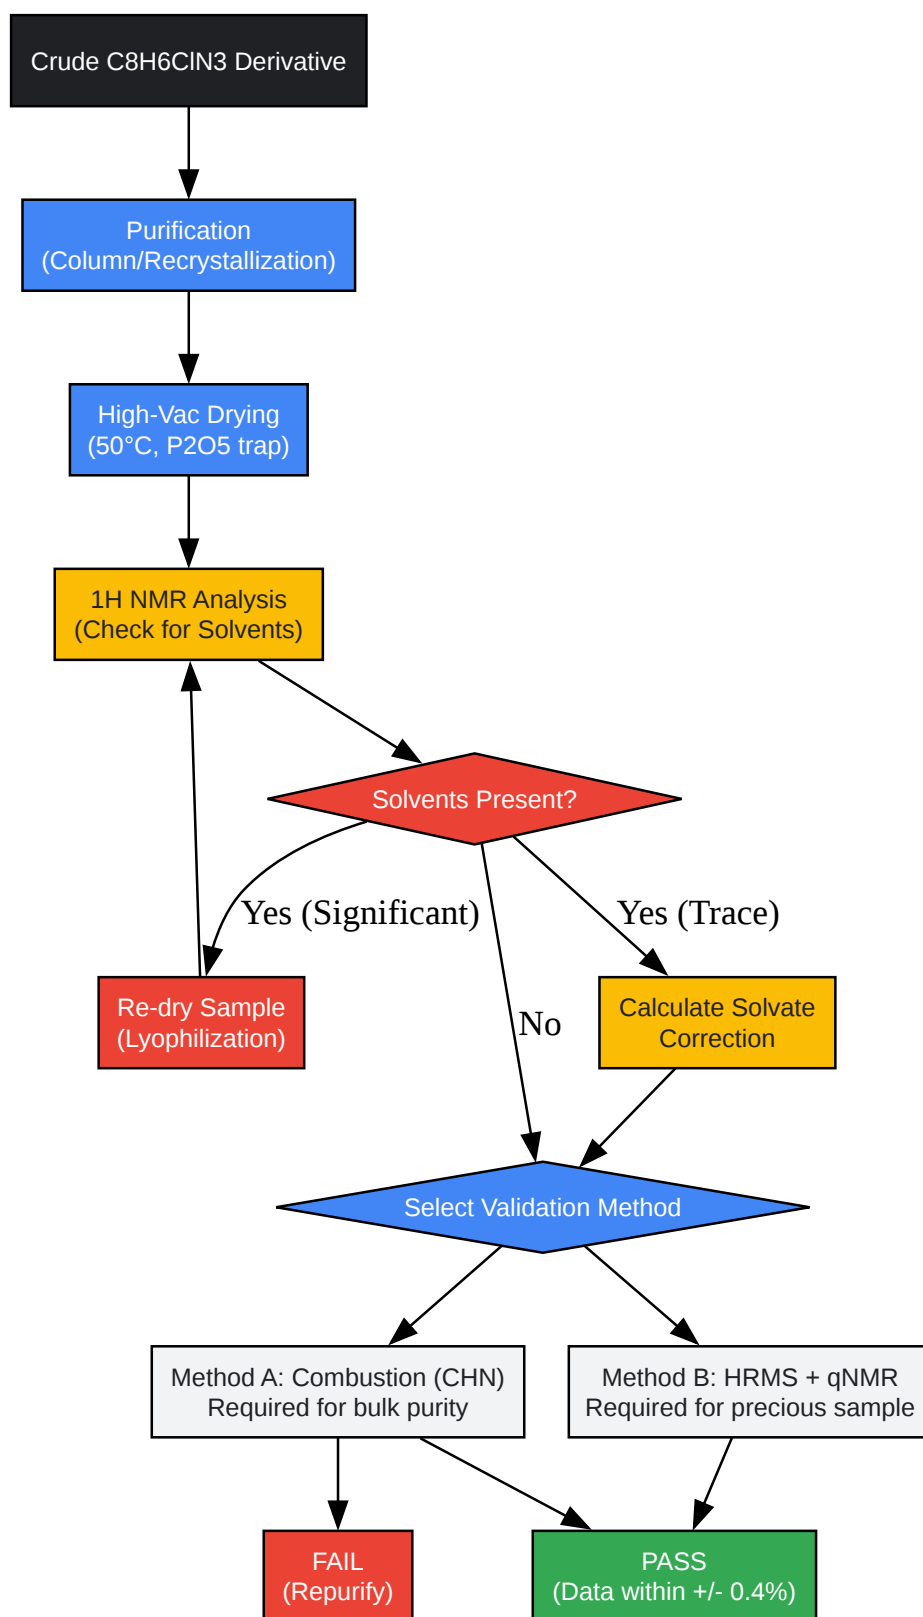 Crude C8H6ClN3 Derivative
Purification
(Column/Recrystallization)
High-Vac Drying
(50°C, P2O5 trap)
1H NMR Analysis
(Check for Solvents)
Solvents Present?
Yes (Significant)
Yes (Trace)
Re-dry Sample
(Lyophilization)
No
Calculate Solvate
Correction
Select Validation Method
Method A: Combustion (CHN)
Required for bulk purity
Method B: HRMS + qNMR
Required for precious sample
FAIL
(Repurify)
PASS
(Data within +/- 0.4%)